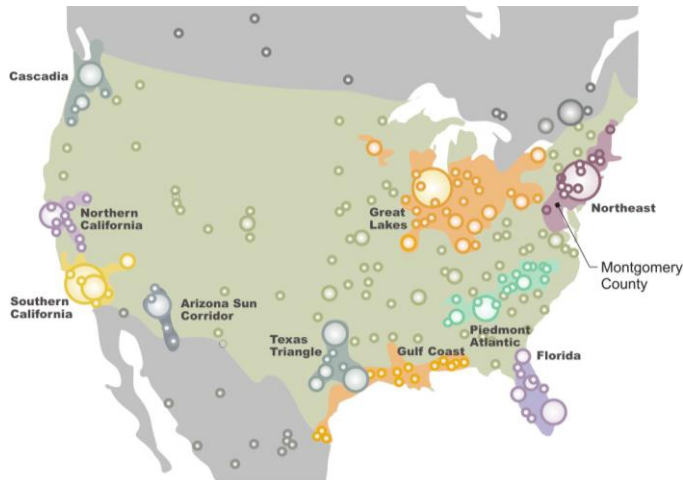 Cascadia
Northern
California
Southern
California
Arizona Sun
Corridor
Texas
Triangle
Gulf Coast
Great
Lakes
Piedmont
Atlantic
Florida
Northeast
Montgomery
County